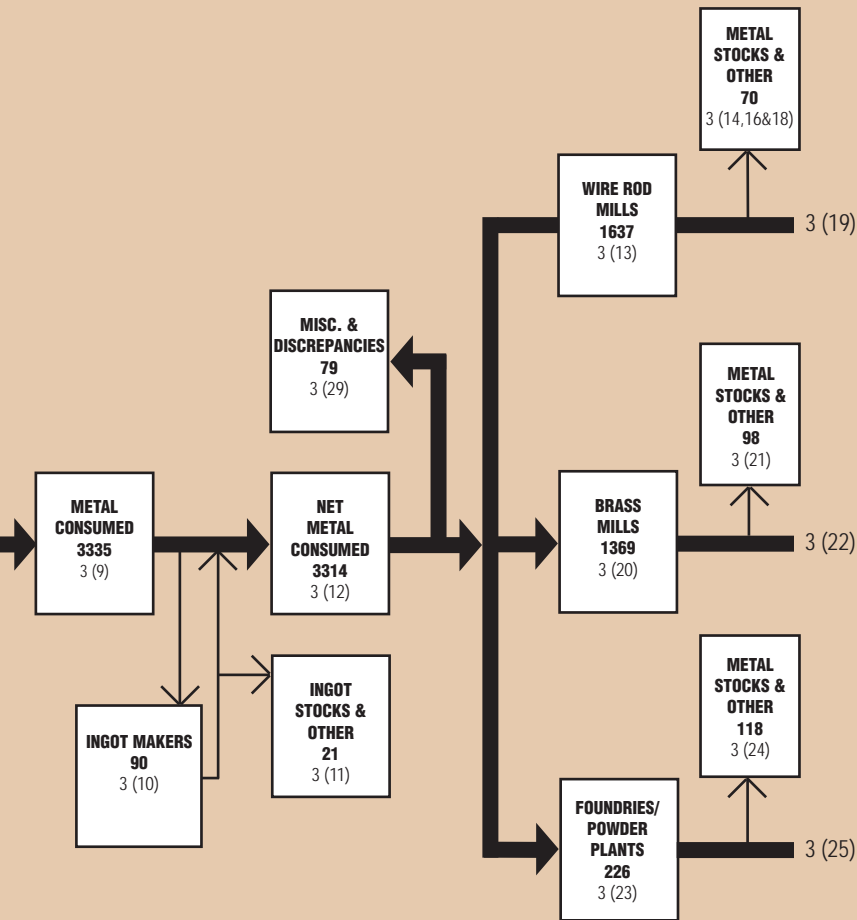 METAL
STOCKS &
OTHER
70
3 (14,16&18)
WIRE ROD
MILLS
1637
3 (13)
3 (19)
MISC. &
DISCREPANCIES
79
3 (29)
METAL
STOCKS &
OTHER
98
3 (21)
METAL
CONSUMED
3335
3 (9)
NET
METAL
CONSUMED
3314
3 (12)
BRASS
MILLS
1369
3 (20)
3 (22)
INGOT MAKERS
90
3 (10)
INGOT
STOCKS &
OTHER
21
3 (11)
METAL
STOCKS &
OTHER
118
3 (24)
FOUNDRIES/
POWDER
PLANTS
226
3 (23)
3 (25)